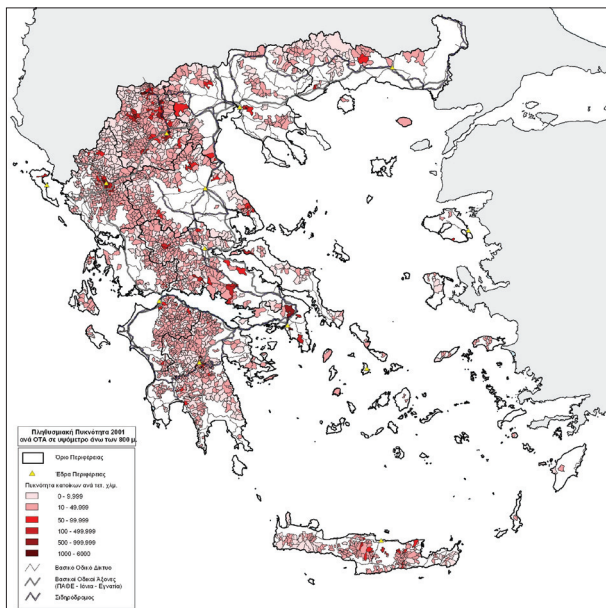 Πληθυσμιακή Πυκνότητα 2001
ανά ΟΤΑ σε υψόμετρο άνω των 800 μ.
Όριο Περιφέρειας
Έδρα Περιφέρειας
Πυκνότητα κατοίκων ανά τετ. χλμ.
0 - 9.999
10 - 49.999
50 - 99.999
100 - 499.999
500 - 999.999
1000 - 6000
Βασικό Οδικό Δίκτυο
Βασικοί Οδικοί Άξονες
(ΠΑΘΕ - Ιόνια - Εγνατία)
Σιδηρόδρομος